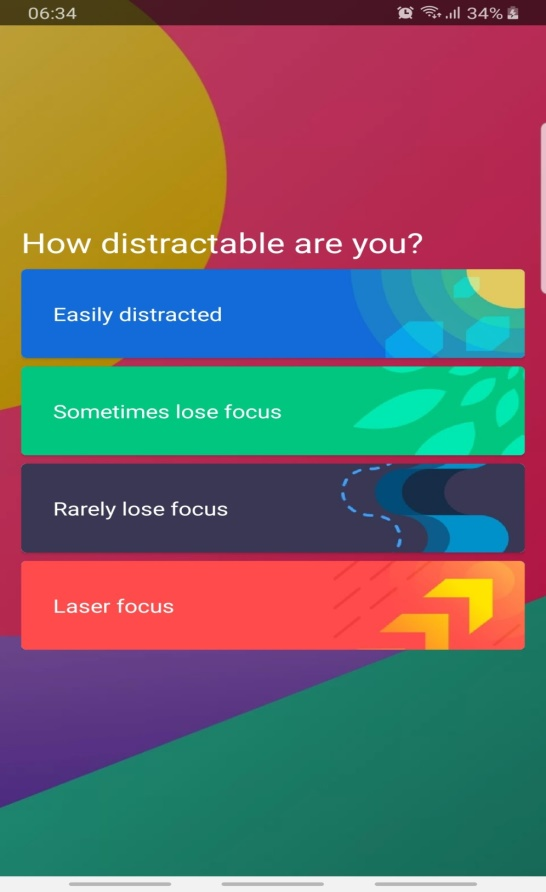 06:34 34%
How distractable are you?
Easily distracted
Sometimes lose focus
Rarely lose focus
Laser focus